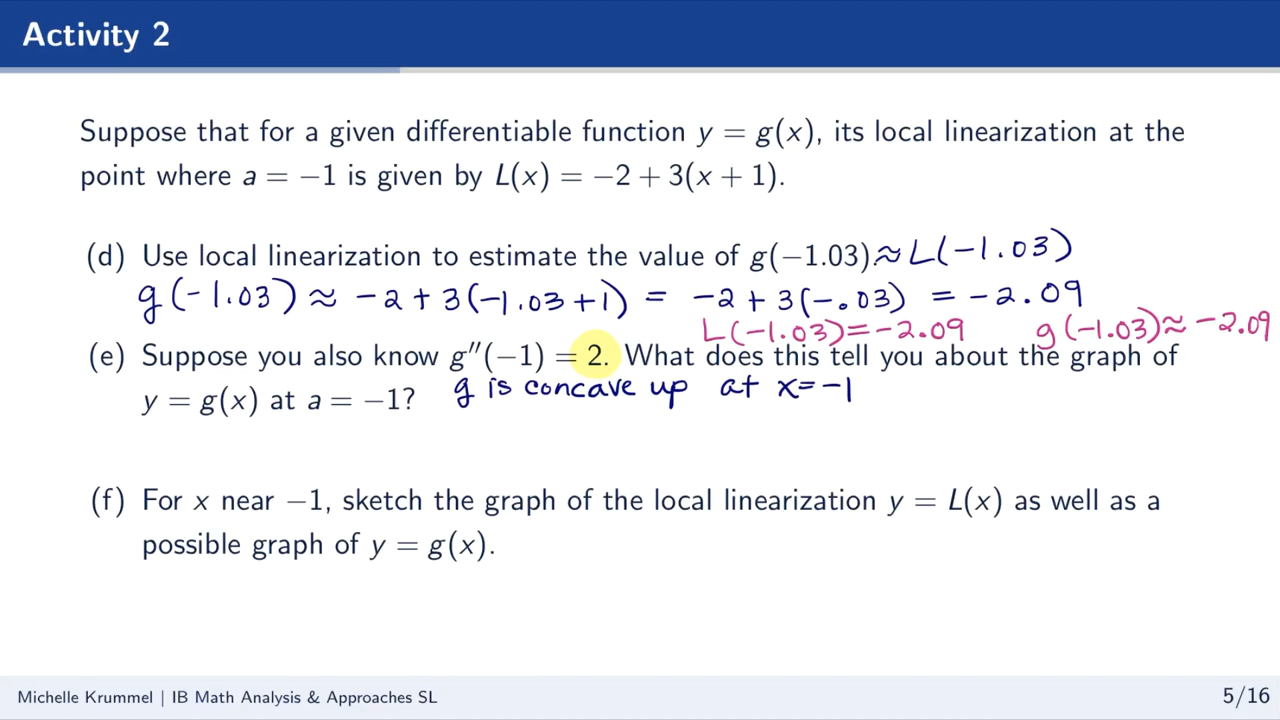 Activity 2
Suppose that for a given differentiable function y = g(x), its local linearization at the
point where a = −1 is given by L(x) = −2 + 3(x + 1).
(d) Use local linearization to estimate the value of g(−1.03). ≈ L(−1.03)
g(−1.03) ≈ −2 + 3(−1.03+1) = −2 + 3(−.03) = −2.09
L(−1.03) = −2.09 g(−1.03) ≈ −2.09
(e) Suppose you also know g″(−1) = 2. What does this tell you about the graph of
y = g(x) at a = −1? g is concave up at x = −1
(f) For x near −1, sketch the graph of the local linearization y = L(x) as well as a
possible graph of y = g(x).
Michelle Krummel | IB Math Analysis & Approaches SL 5/16